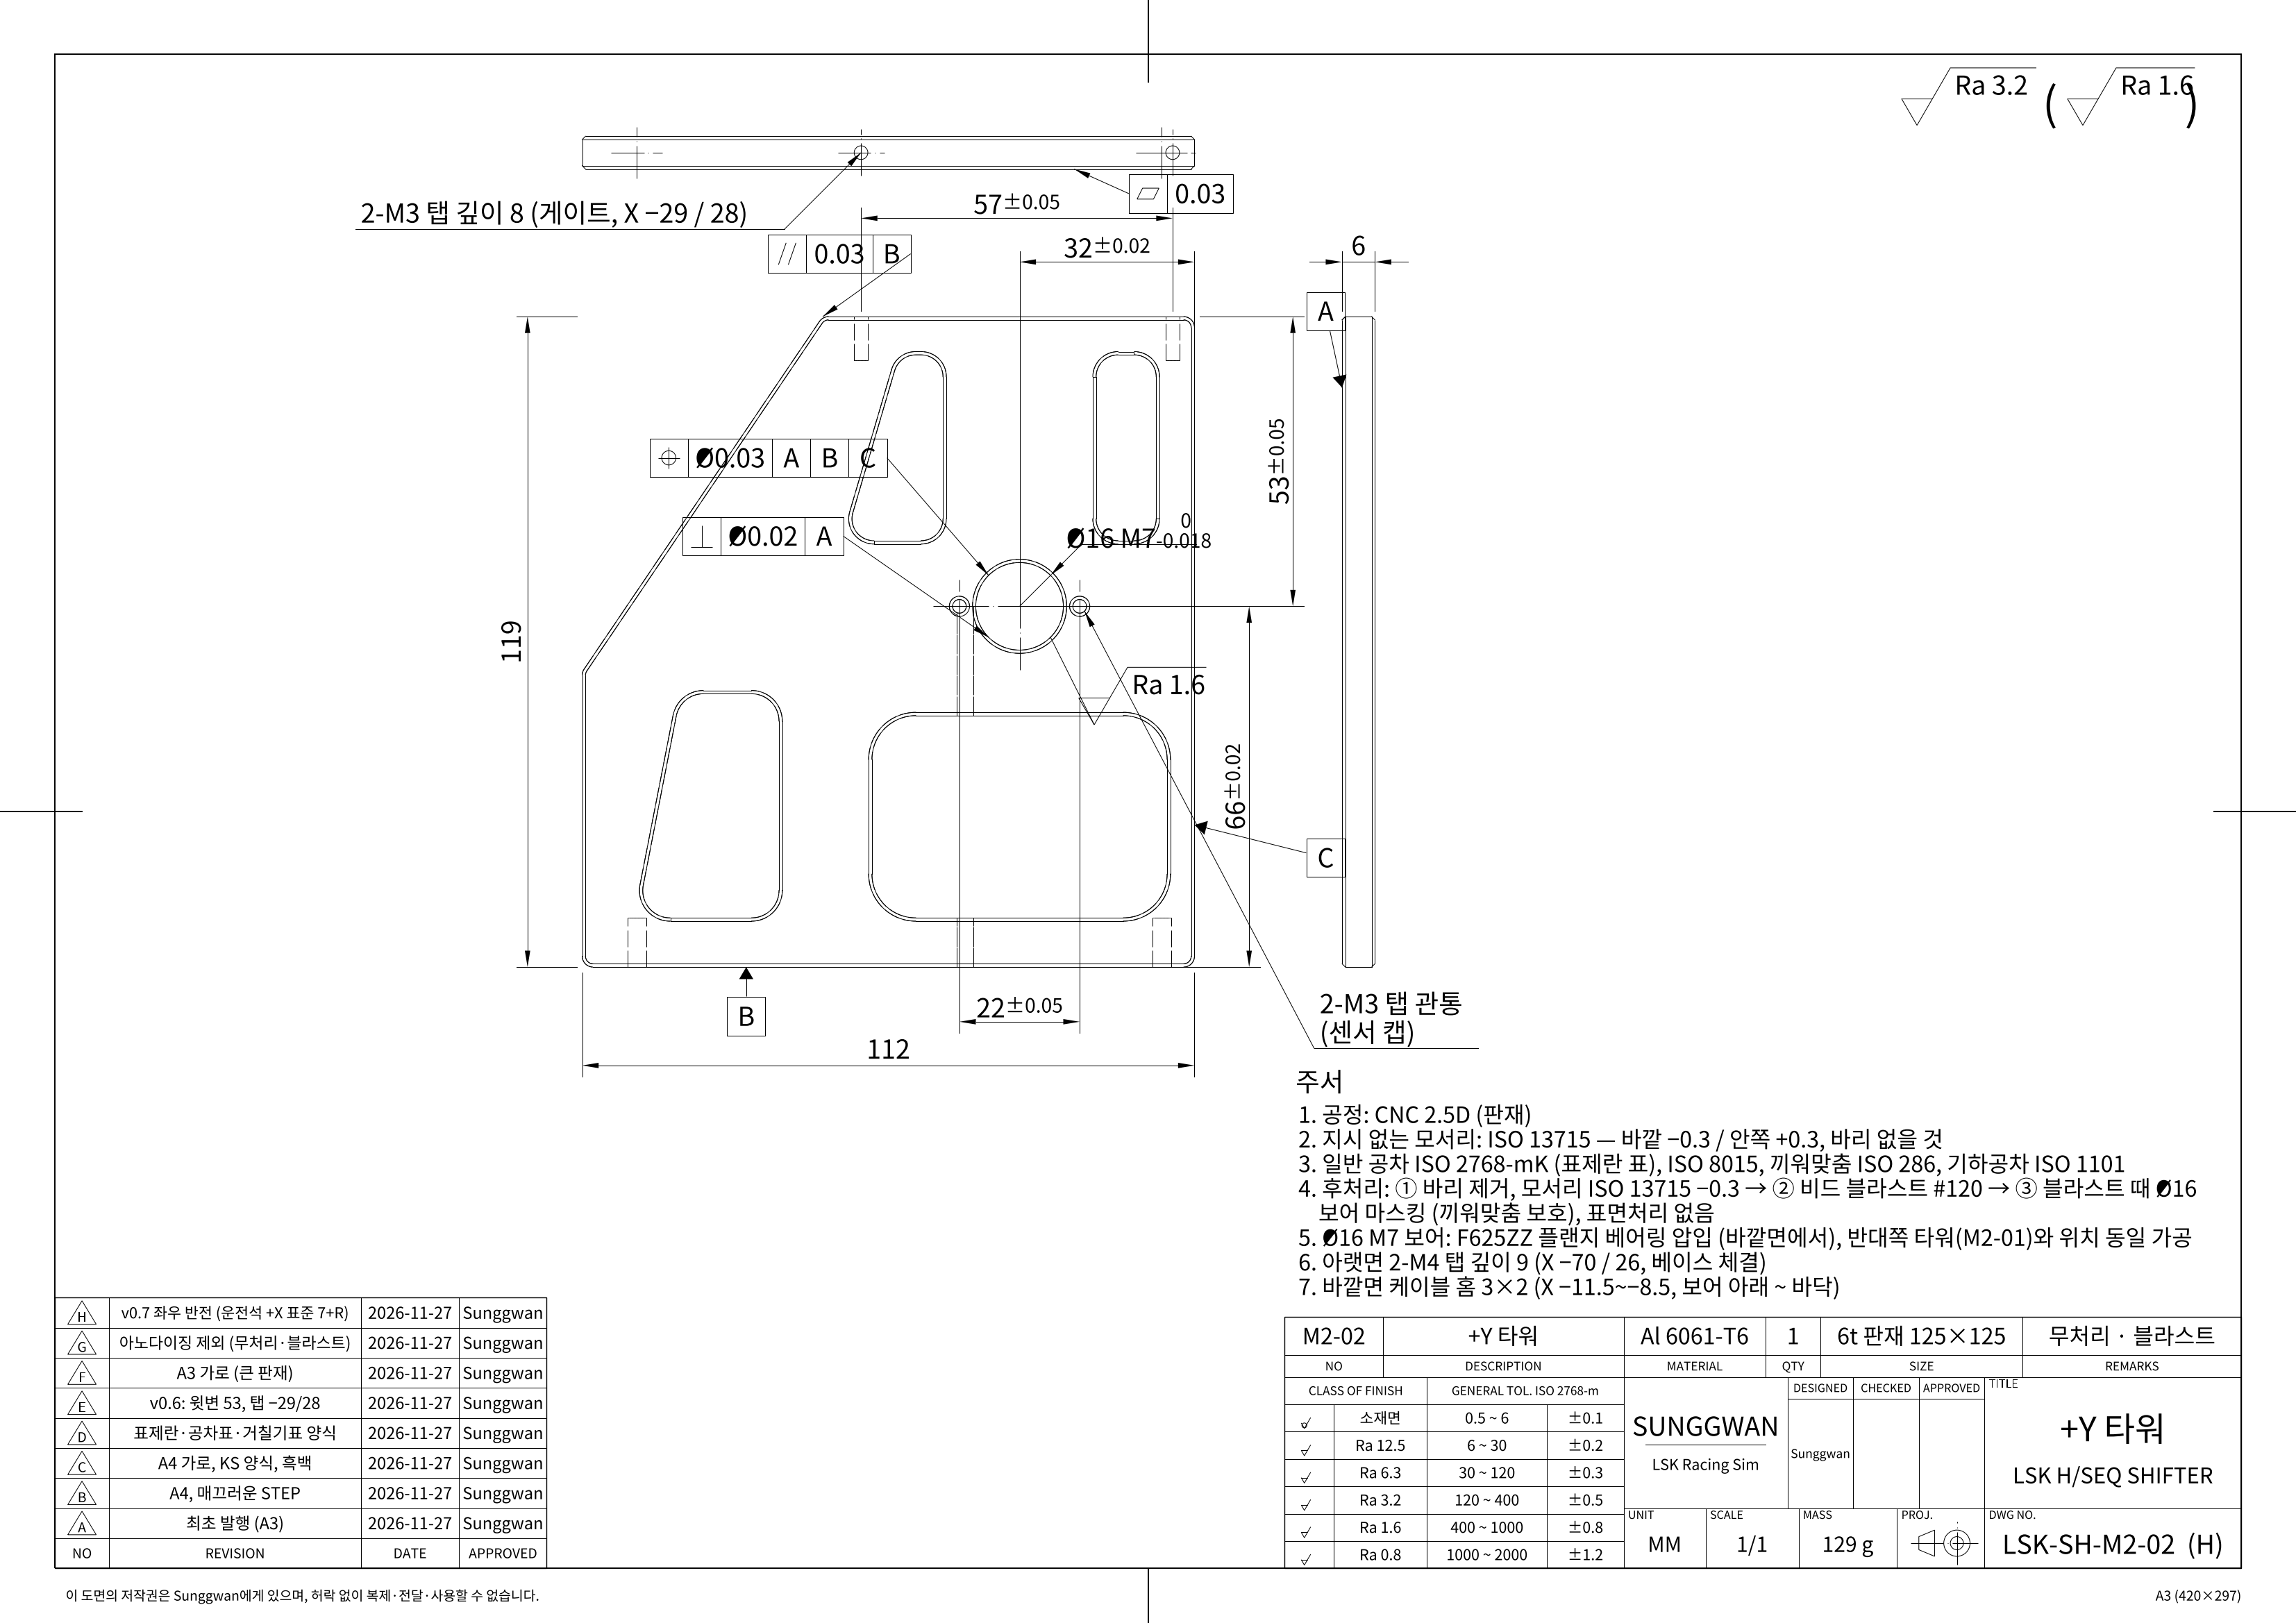 Ra 3.2 ( Ra 1.6 )
2-M3 탭 깊이 8 (게이트, X −29 / 28)
0.03
57±0.05
// 0.03 B
32±0.02
6
A
⌖ Ø0.03 A B C
53±0.05
⊥ Ø0.02 A
Ø16 M7 0 -0.018
119
Ra 1.6
66±0.02
C
B
22±0.05
112
2-M3 탭 관통
(센서 캡)
주서
1. 공정: CNC 2.5D (판재)
2. 지시 없는 모서리: ISO 13715 — 바깥 −0.3 / 안쪽 +0.3, 바리 없을 것
3. 일반 공차 ISO 2768-mK (표제란 표), ISO 8015, 끼워맞춤 ISO 286, 기하공차 ISO 1101
4. 후처리: ① 바리 제거, 모서리 ISO 13715 −0.3 → ② 비드 블라스트 #120 → ③ 블라스트 때 Ø16
보어 마스킹 (끼워맞춤 보호), 표면처리 없음
5. Ø16 M7 보어: F625ZZ 플랜지 베어링 압입 (바깥면에서), 반대쪽 타워(M2-01)와 위치 동일 가공
6. 아랫면 2-M4 탭 깊이 9 (X −70 / 26, 베이스 체결)
7. 바깥면 케이블 홈 3×2 (X −11.5~−8.5, 보어 아래 ~ 바닥)
H v0.7 좌우 반전 (운전석 +X 표준 7+R) 2026-11-27 Sunggwan
G 아노다이징 제외 (무처리·블라스트) 2026-11-27 Sunggwan
F A3 가로 (큰 판재) 2026-11-27 Sunggwan
E v0.6: 윗변 53, 탭 −29/28 2026-11-27 Sunggwan
D 표제란·공차표·거칠기표 양식 2026-11-27 Sunggwan
C A4 가로, KS 양식, 흑백 2026-11-27 Sunggwan
B A4, 매끄러운 STEP 2026-11-27 Sunggwan
A 최초 발행 (A3) 2026-11-27 Sunggwan
NO REVISION DATE APPROVED
M2-02 +Y 타워 Al 6061-T6 1 6t 판재 125×125 무처리 · 블라스트
NO DESCRIPTION MATERIAL QTY SIZE REMARKS
CLASS OF FINISH GENERAL TOL. ISO 2768-m
소재면 0.5 ~ 6 ±0.1
Ra 12.5 6 ~ 30 ±0.2
Ra 6.3 30 ~ 120 ±0.3
Ra 3.2 120 ~ 400 ±0.5
Ra 1.6 400 ~ 1000 ±0.8
Ra 0.8 1000 ~ 2000 ±1.2
SUNGGWAN
LSK Racing Sim
DESIGNED CHECKED APPROVED
Sunggwan
TITLE
+Y 타워
LSK H/SEQ SHIFTER
UNIT SCALE MASS PROJ. DWG NO.
MM 1/1 129 g LSK-SH-M2-02 (H)
이 도면의 저작권은 Sunggwan에게 있으며, 허락 없이 복제·전달·사용할 수 없습니다.
A3 (420×297)